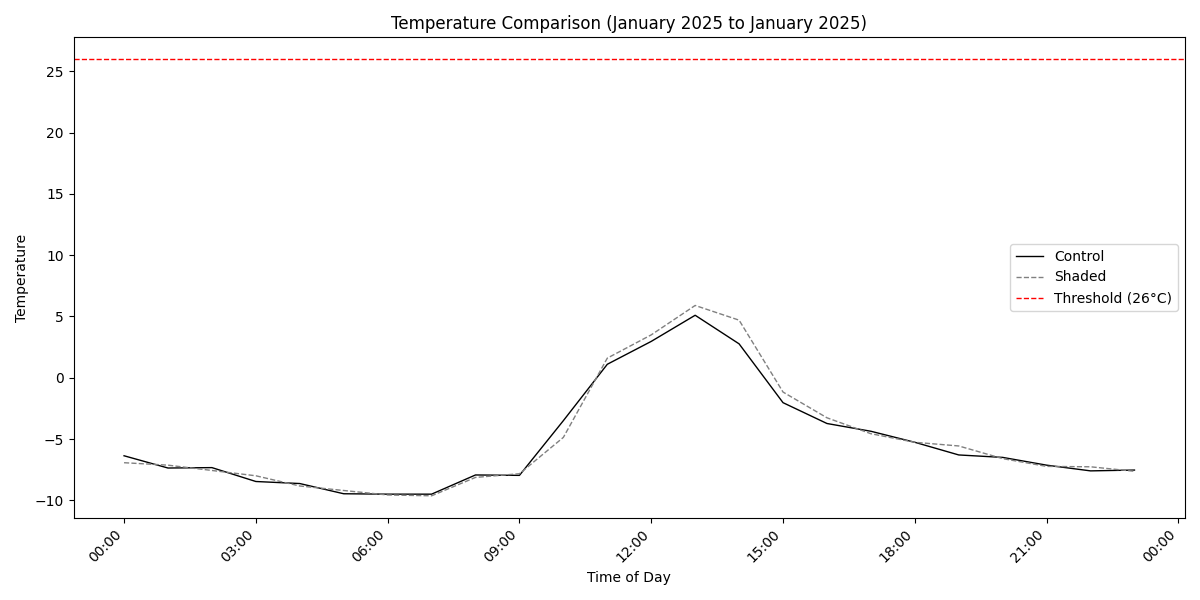 Temperature Comparison (January 2025 to January 2025)
Temperature
25
20
15
10
5
0
−5
−10
Control
Shaded
Threshold (26°C)
00:00
03:00
06:00
09:00
12:00
15:00
18:00
21:00
00:00
Time of Day